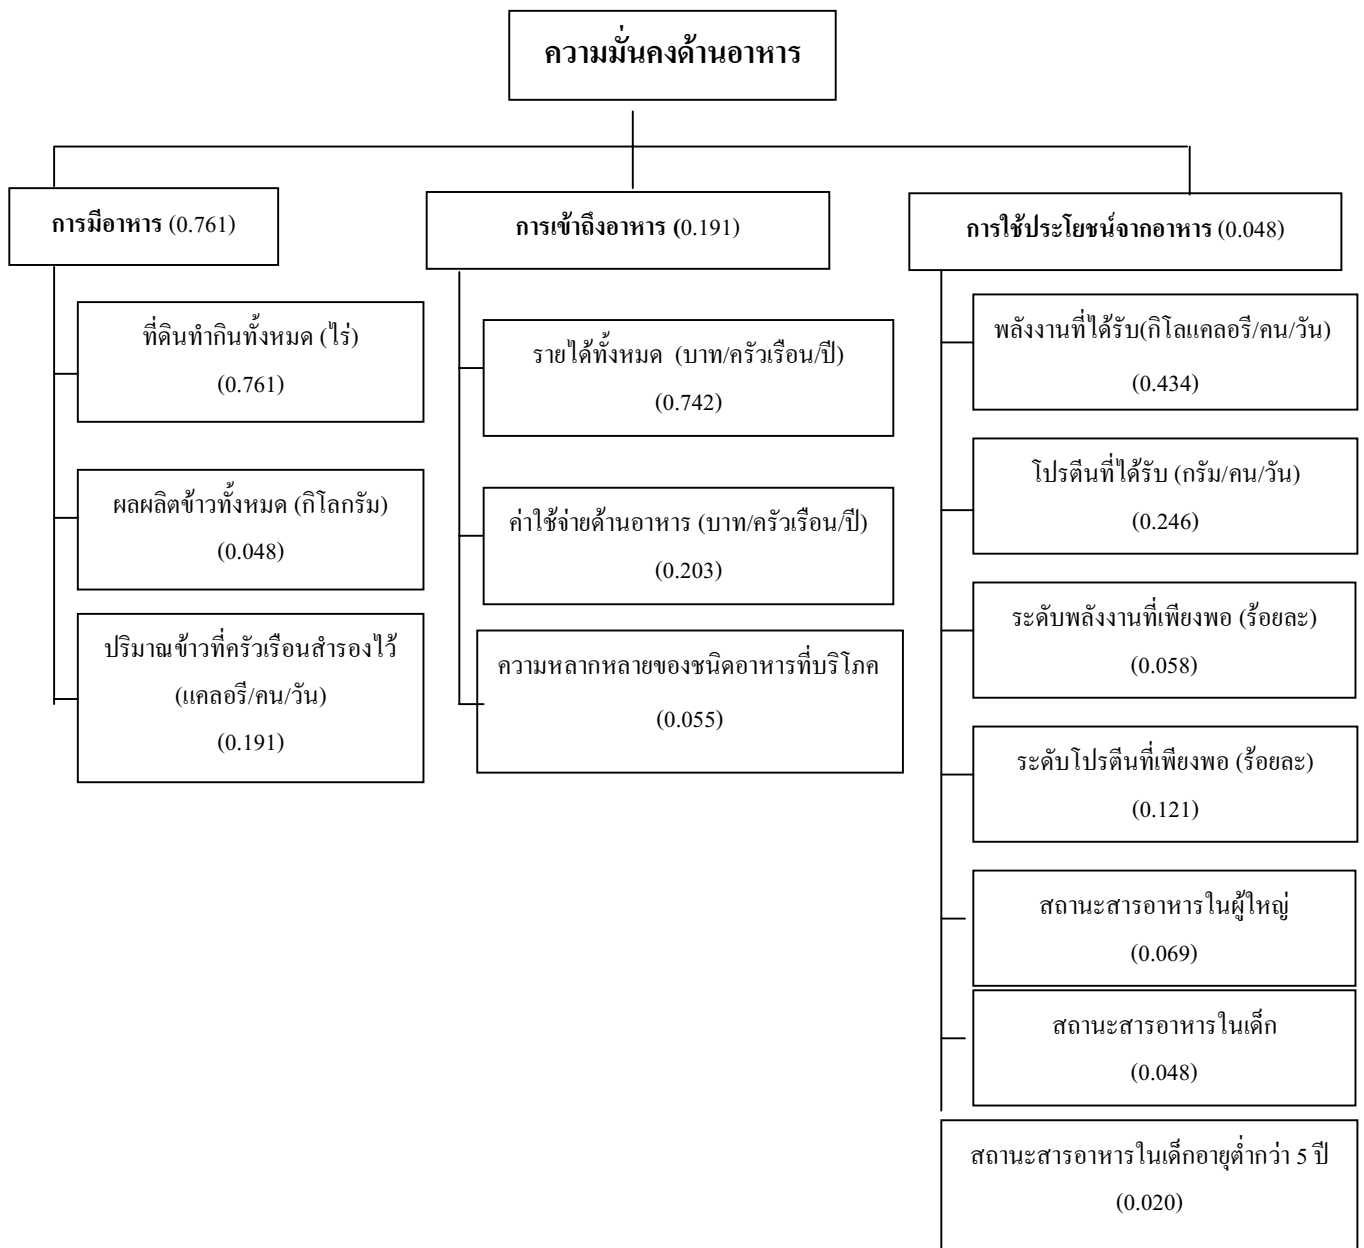 ความมั่นคงด้านอาหาร
การมีอาหาร (0.761)
ที่ดินทำกินทั้งหมด (ไร่)
(0.761)
ผลผลิตข้าวทั้งหมด (กิโลกรัม)
(0.048)
ปริมาณข้าวที่ครัวเรือนสำรองไว้
(แคลอรี/คน/วัน)
(0.191)
การเข้าถึงอาหาร (0.191)
รายได้ทั้งหมด (บาท/ครัวเรือน/ปี)
(0.742)
ค่าใช้จ่ายด้านอาหาร (บาท/ครัวเรือน/ปี)
(0.203)
ความหลากหลายของชนิดอาหารที่บริโภค
(0.055)
การใช้ประโยชน์จากอาหาร (0.048)
พลังงานที่ได้รับ(กิโลแคลอรี/คน/วัน)
(0.434)
โปรตีนที่ได้รับ (กรัม/คน/วัน)
(0.246)
ระดับพลังงานที่เพียงพอ (ร้อยละ)
(0.058)
ระดับโปรตีนที่เพียงพอ (ร้อยละ)
(0.121)
สถานะสารอาหารในผู้ใหญ่
(0.069)
สถานะสารอาหารในเด็ก
(0.048)
สถานะสารอาหารในเด็กอายุต่ำกว่า 5 ปี
(0.020)